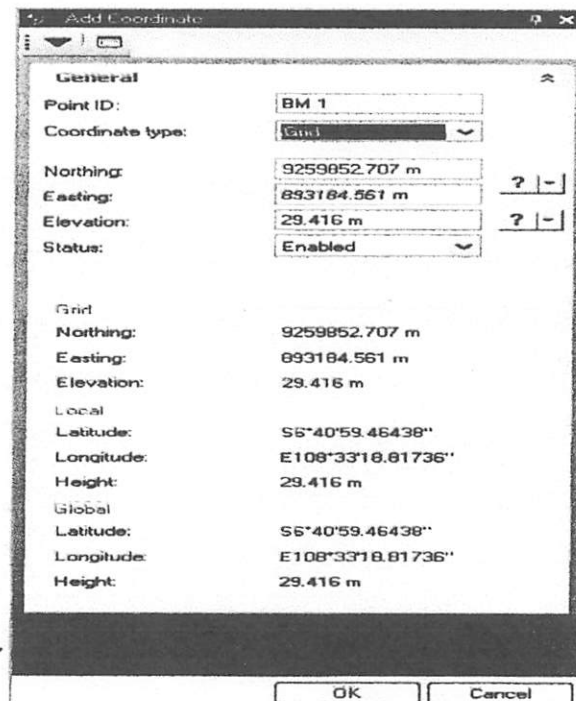 Add Coordinate
General
Point ID: BM 1
Coordinate type: Grid
Northing: 9259852.707 m
? -
Easting: 893184.561 m
Elevation: 29.416 m
? -
Status: Enabled
Grid
Northing: 9259852.707 m
Easting: 893184.561 m
Elevation: 29.416 m
Local
Latitude: S6°40'59.46438"
Longitude: E108°33'18.81736"
Height: 29.416 m
Global
Latitude: S6°40'59.46438"
Longitude: E108°33'18.81736"
Height: 29.416 m
OK Cancel